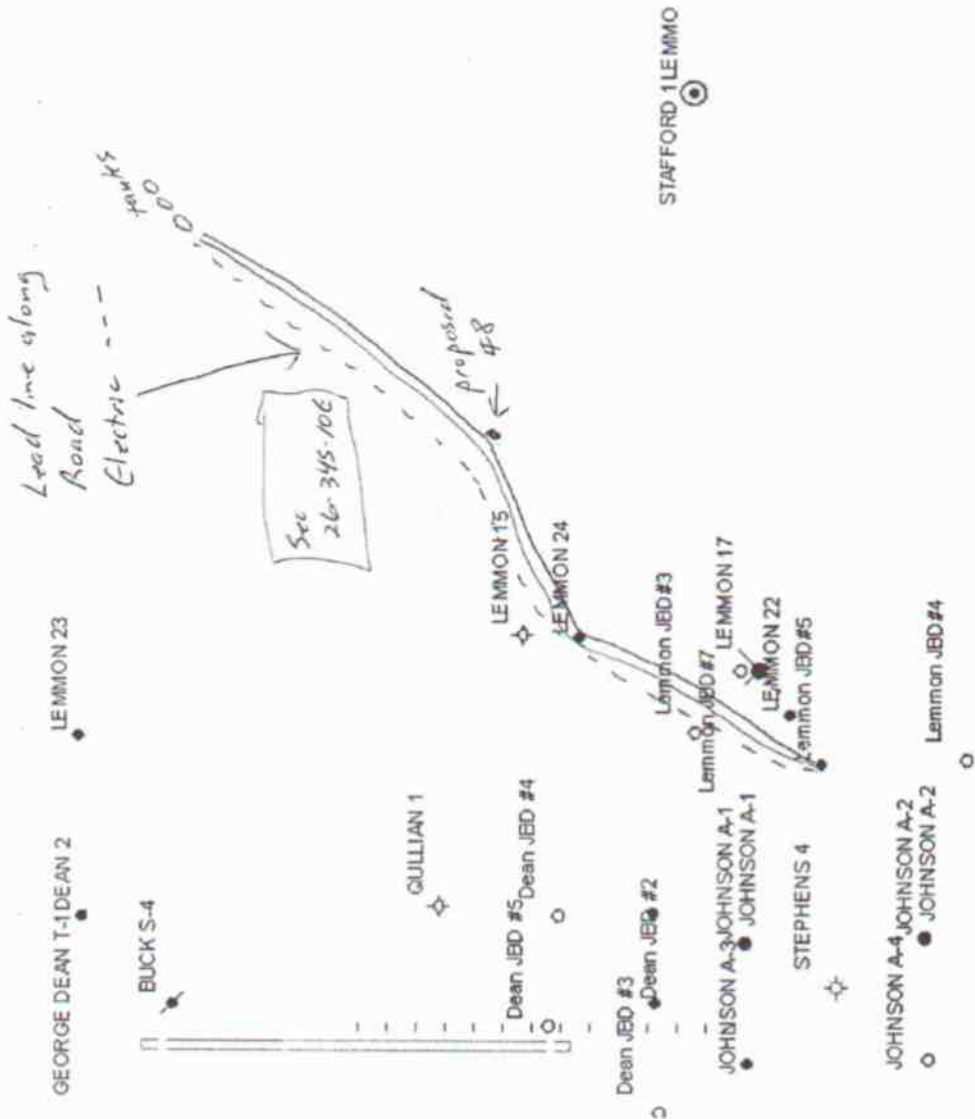 Lead line along
Road
Electric ---
tanks
Sec
26-34S-10E
proposed
#8
STAFFORD 1 LEMMO
LEMMON 23
GEORGE DEAN T-1 DEAN 2
BUCK S-4
QULLIAN 1
LEMMON 15
LEMMON 24
Dean JBD #4
Dean JBD #5
Lemmon JBD #3
Lemmon JBD #7
LEMMON 17
LEMMON 22
Lemmon JBD #5
Dean JBD #3
Dean JBD #2
JOHNSON A-3
JOHNSON A-1
JOHNSON A-1
STEPHENS 4
JOHNSON A-4
JOHNSON A-2
JOHNSON A-2
Lemmon JBD #4